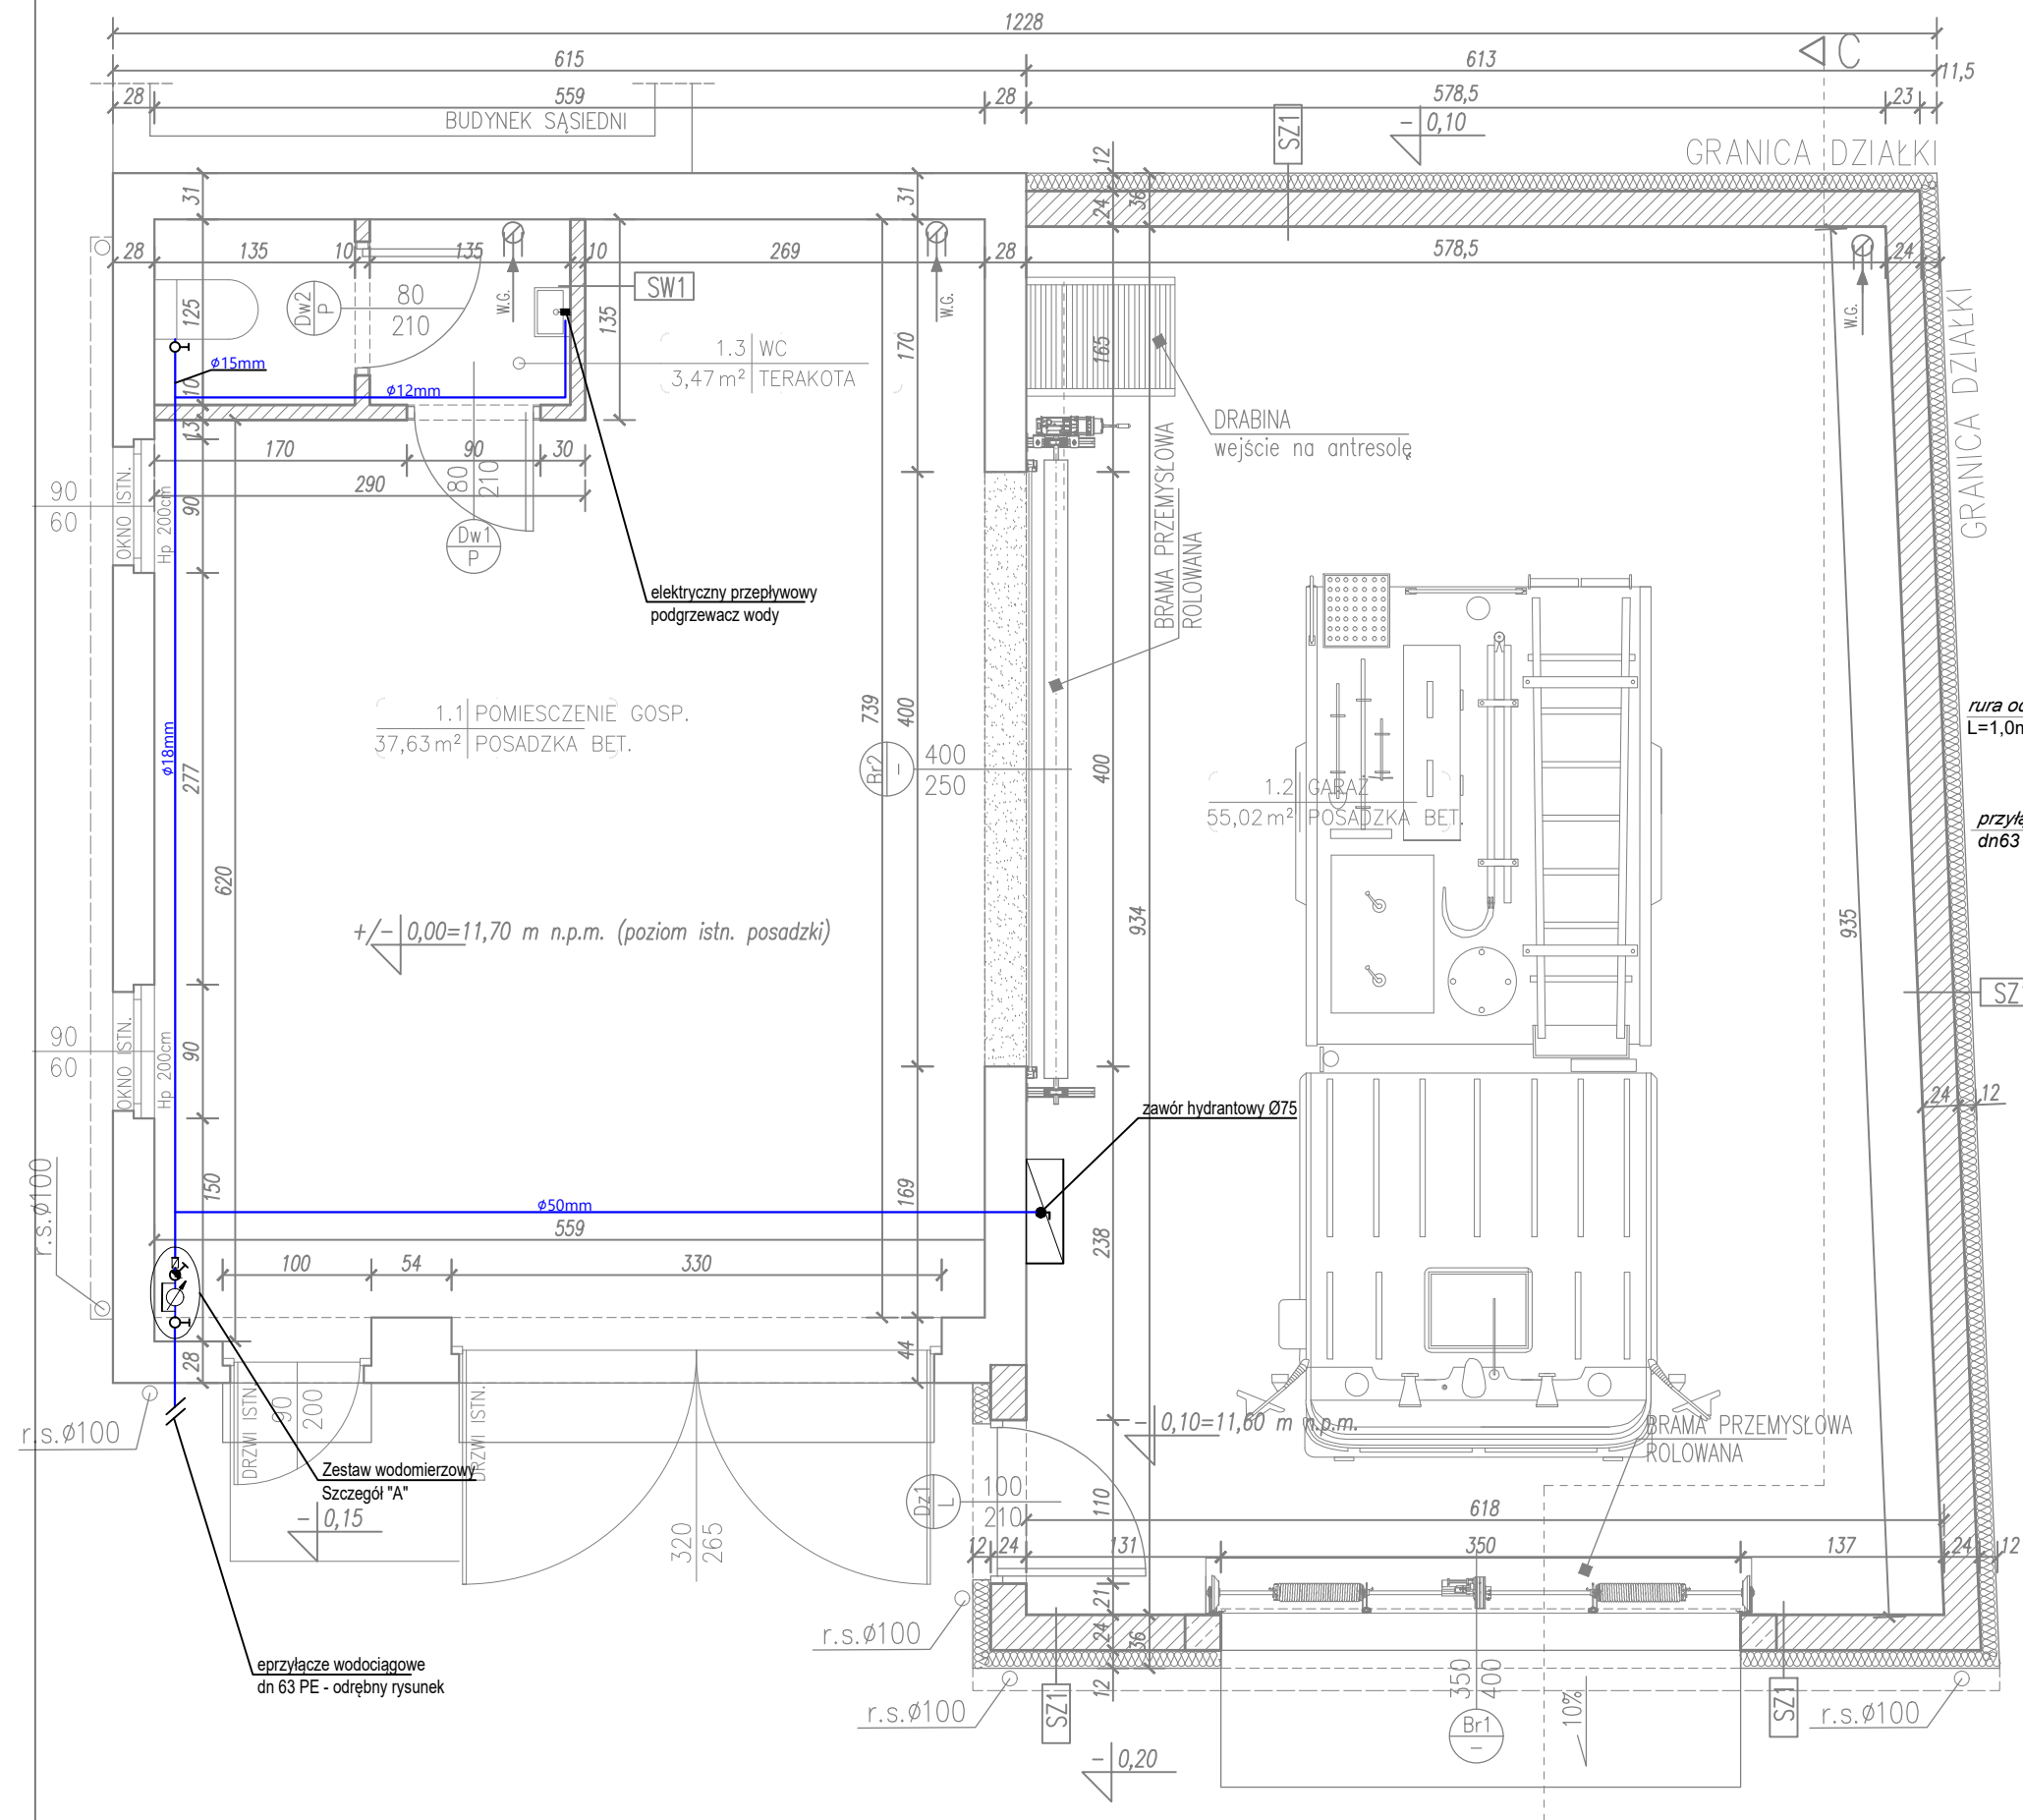 1228
615
613
C
11,5
28
559
28
578,5
23
BUDYNEK SĄSIEDNI
SZ1
- 0,10
GRANICA DZIAŁKI
12
31
31
24
36
28
135
10
135
10
269
28
578,5
24
SW1
W.G.
W.G.
W.G.
Dw2
P
80
210
125
135
170
165
1.3 WC
3,47 m² TERAKOTA
ø15mm
ø12mm
10
13
GRANICA DZIAŁKI
DRABINA
wejście na antresolę
170
90
30
290
80
210
90
60
OKNO ISTN.
Hp 200cm
90
Dw1
P
BRAMA PRZEMYSŁOWA
ROLOWANA
elektryczny przepływowy
podgrzewacz wody
1.1 POMIESCZENIE GOSP.
37,63 m² POSADZKA BET.
ø18mm
277
739
400
400
Br2
-
400
250
1.2 GARAŻ
55,02 m² POSADZKA BET.
L=1,0m
dn63
620
934
935
+/- 0,00=11,70 m n.p.m. (poziom istn. posadzki)
90
60
OKNO ISTN.
Hp 200cm
90
24
12
zawór hydrantowy Ø75
r.s.ø100
150
169
ø50mm
559
238
100
54
330
28
44
r.s.ø100
DRZWI ISTN.
90
200
DRZWI ISTN.
- 0,10=11,60 m n.p.m.
BRAMA PRZEMYSŁOWA
ROLOWANA
Zestaw wodomierzowy
Szczegół "A"
- 0,15
Dz1
L
100
210
110
618
320
265
12
24
131
350
137
24
12
21
r.s.ø100
24
36
eprzyłącze wodociągowe
dn 63 PE - odrębny rysunek
12
r.s.ø100
SZ1
350
400
Br1
-
10%
SZ1
r.s.ø100
- 0,20